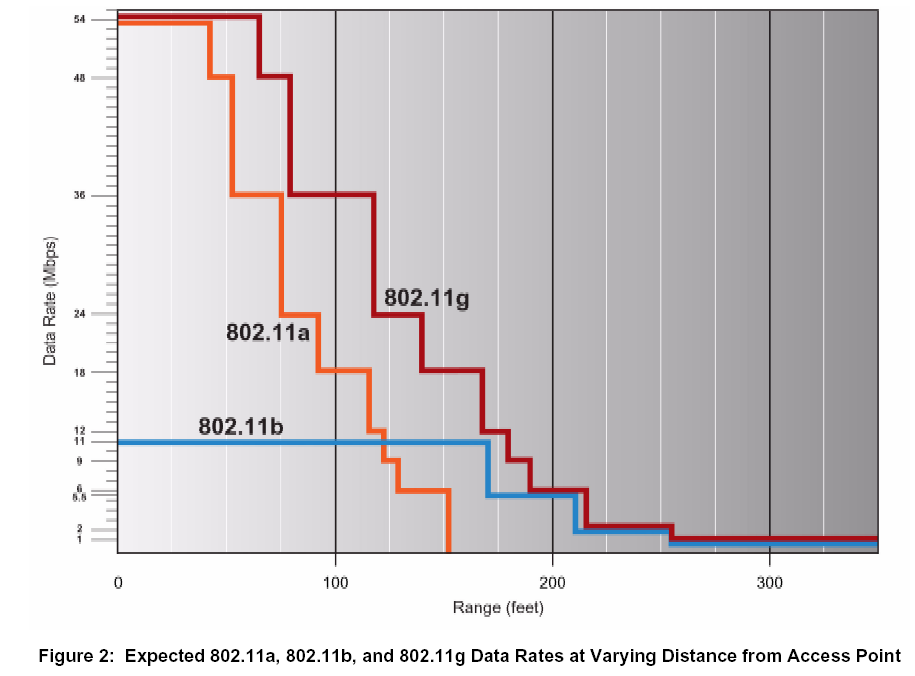 54
48
36
24
18
12
11
9
6
5.5
2
1
Data Rate (Mbps)
802.11g
802.11a
802.11b
0 100 200 300
Range (feet)
Figure 2: Expected 802.11a, 802.11b, and 802.11g Data Rates at Varying Distance from Access Point